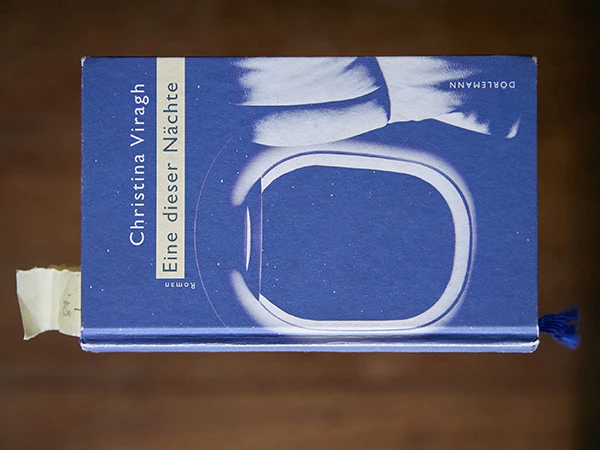 Christina Viragh
Eine dieser Nächte
Roman
DÖRLEMANN